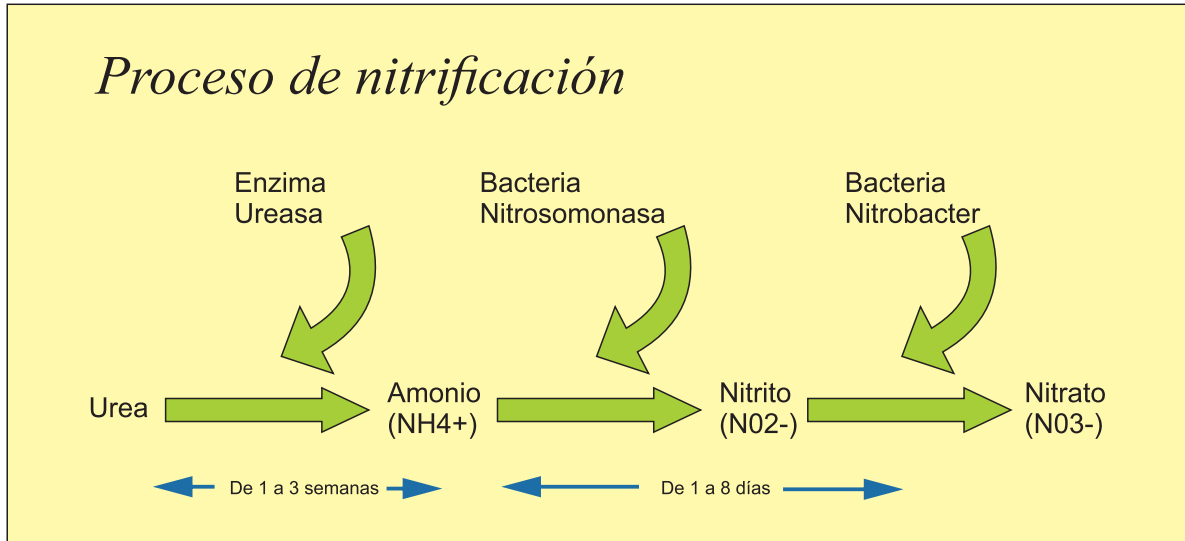 Proceso de nitrificación
Enzima
Ureasa
Bacteria
Nitrosomonasa
Bacteria
Nitrobacter
Urea
Amonio
(NH4+)
Nitrito
(N02-)
Nitrato
(N03-)
De 1 a 3 semanas
De 1 a 8 días